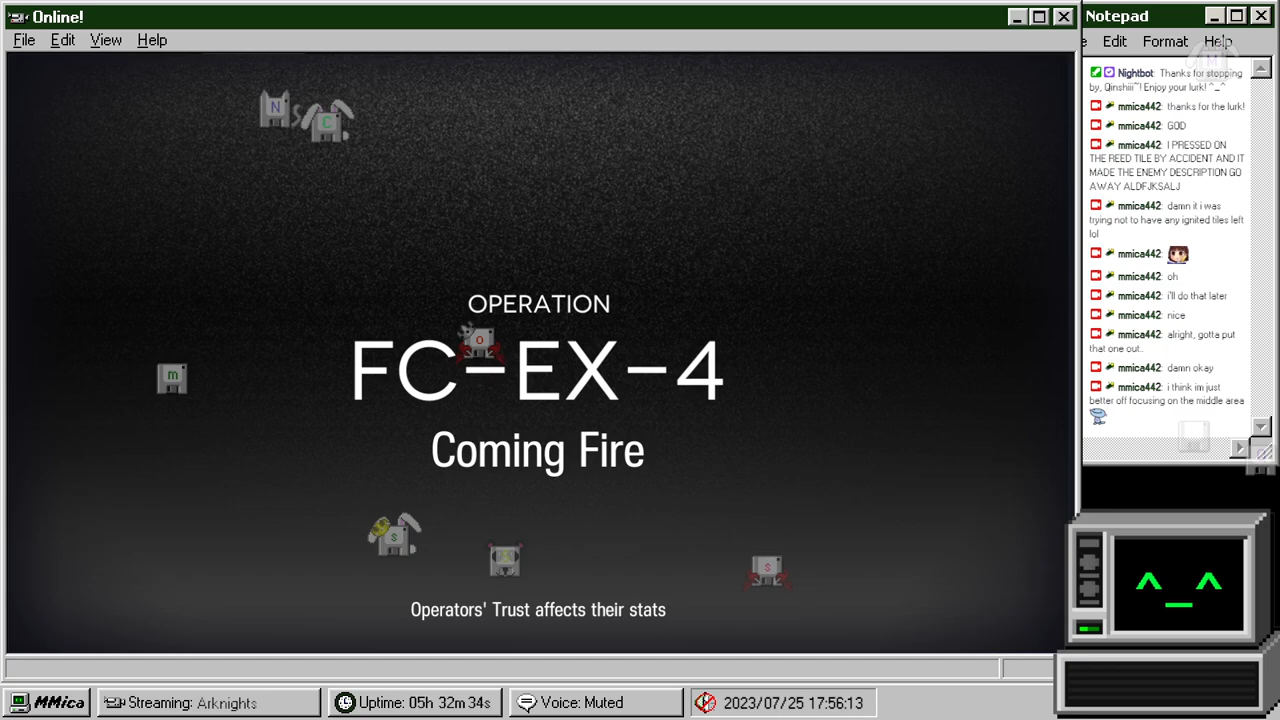 Online!
File Edit View Help
N
C
OPERATION
O
FC-EX-4
m
Coming Fire
s
S
Operators' Trust affects their stats
Notepad
Edit Format Help
M
Nightbot: Thanks for stopping
by, Qinshiii~! Enjoy your lurk! ^_^
mmica442: thanks for the lurk!
mmica442: GOD
mmica442: I PRESSED ON
THE REED TILE BY ACCIDENT AND IT
MADE THE ENEMY DESCRIPTION GO
AWAY ALDFJKSALJ
mmica442: damn it i was
trying not to have any ignited tiles left
lol
mmica442:
mmica442: oh
mmica442: i'll do that later
mmica442: nice
mmica442: alright, gotta put
that one out..
mmica442: damn okay
mmica442: i think im just
better off focusing on the middle area
^_^
MMica
Streaming: Arknights
Uptime: 05h 32m 34s
Voice: Muted
2023/07/25 17:56:13